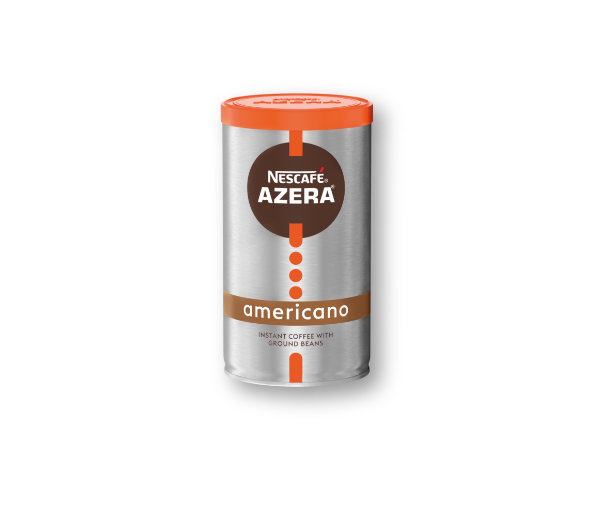 NESCAFÉ®
AZERA®
americano
INSTANT COFFEE WITH
GROUND BEANS